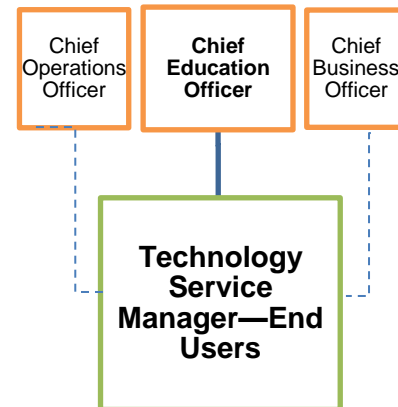 Chief
Operations
Officer
Chief
Education
Officer
Chief
Business
Officer
Technology
Service
Manager—End
Users